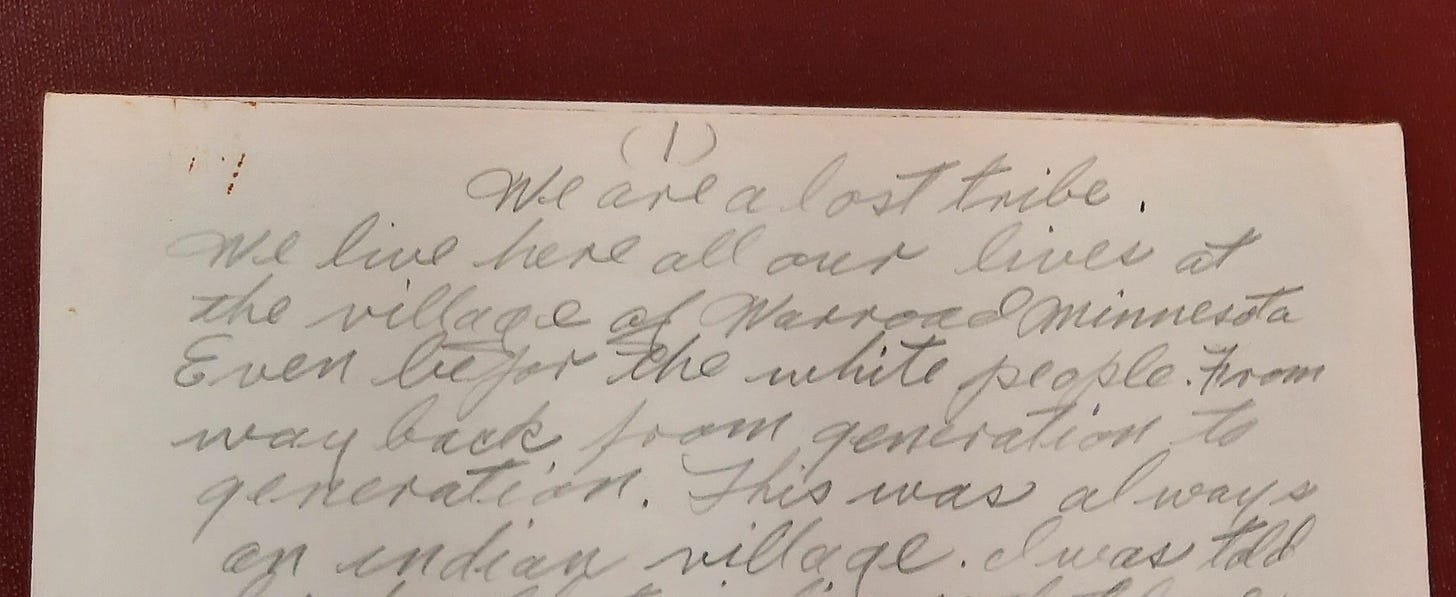 (1)
We are a lost tribe.
We live here all our lives at
the village of Warroad Minnesota
Even befor the white people. From
way back from generation to
generation. This was always
an indian village. I was told